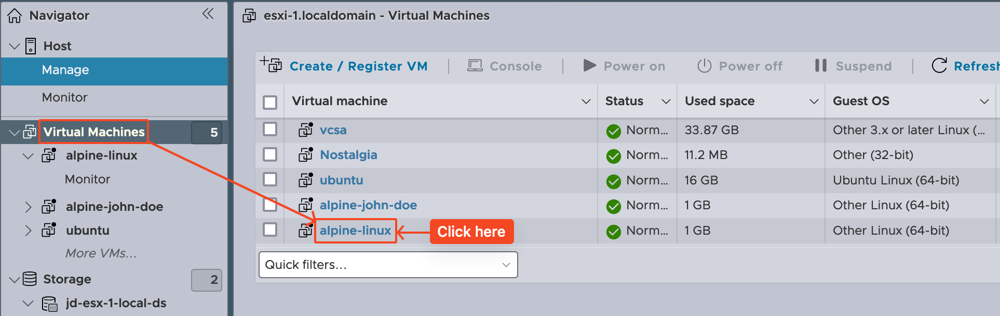 Navigator
Host
Manage
Monitor
Virtual Machines 5
alpine-linux
Monitor
alpine-john-doe
ubuntu
More VMs...
Storage 2
jd-esx-1-local-ds
esxi-1.localdomain - Virtual Machines
Create / Register VM | Console | Power on Power off Suspend | Refresh
Virtual machine Status Used space Guest OS
vcsa Norm... 33.87 GB Other 3.x or later Linux (...
Nostalgia Norm... 11.2 MB Other (32-bit)
ubuntu Norm... 16 GB Ubuntu Linux (64-bit)
alpine-john-doe Norm... 1 GB Other Linux (64-bit)
alpine-linux Click here Norm... 1 GB Other Linux (64-bit)
Quick filters...